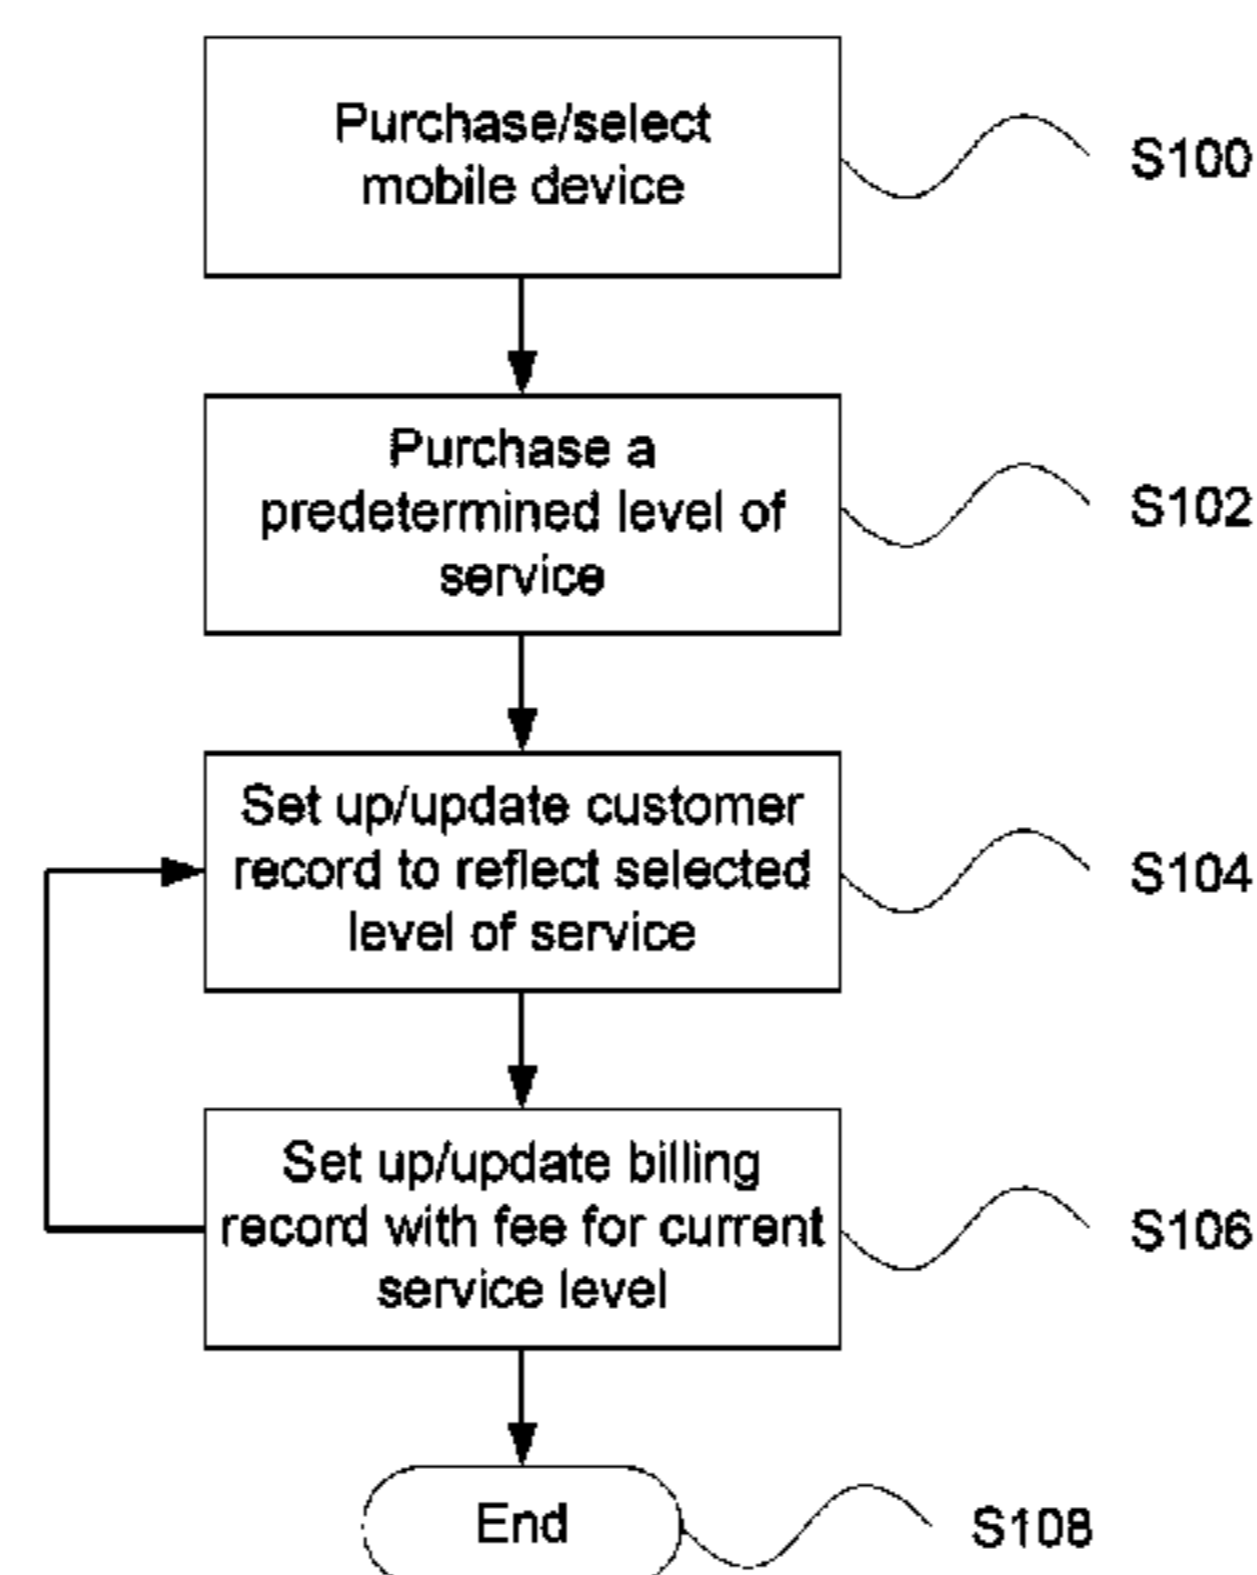 Purchase/select
mobile device
S100
Purchase a
predetermined level of
service
S102
Set up/update customer
record to reflect selected
level of service
S104
Set up/update billing
record with fee for current
service level
S106
End
S108